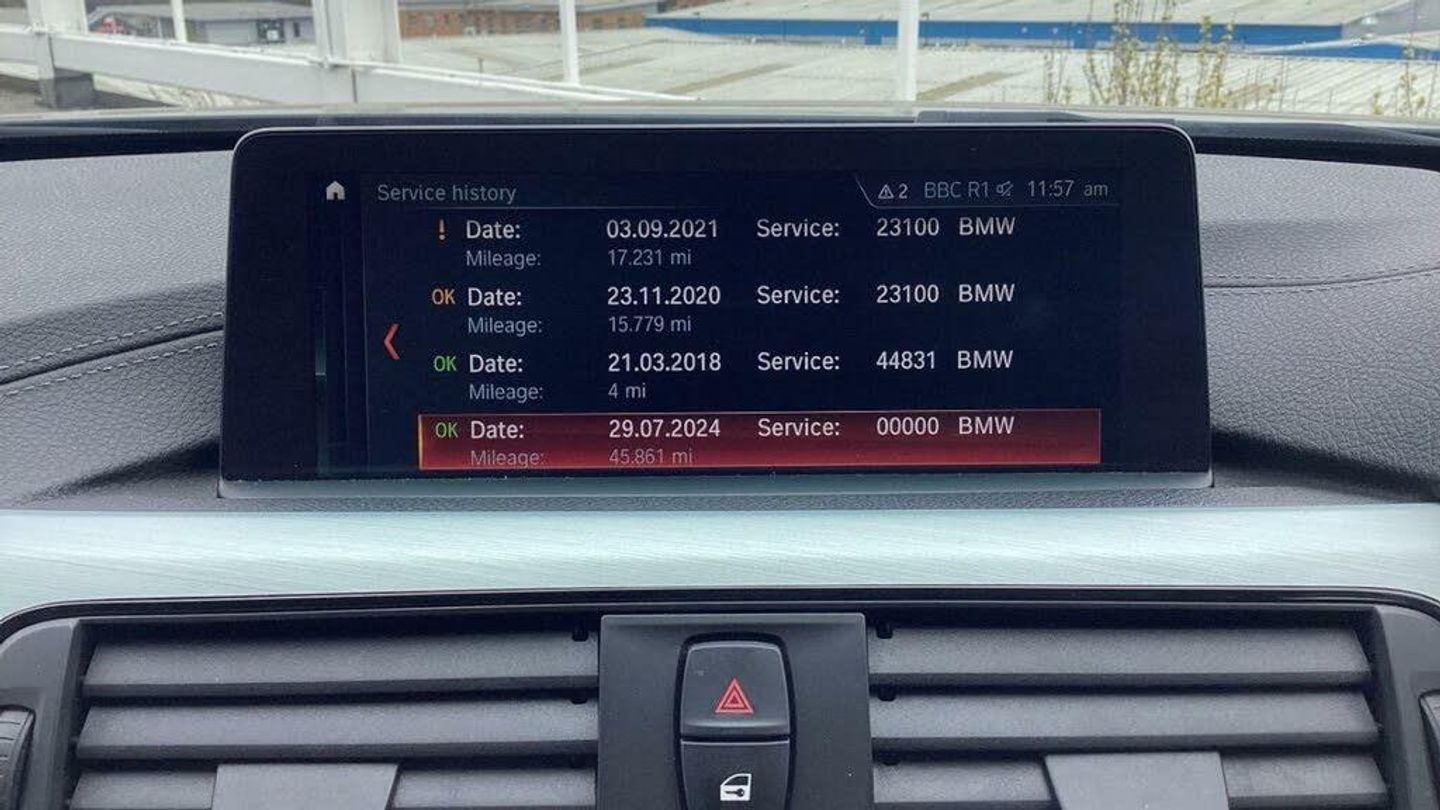 Service history
2 BBC R1 11:57 am
! Date: 03.09.2021 Service: 23100 BMW
Mileage: 17.231 mi
OK Date: 23.11.2020 Service: 23100 BMW
Mileage: 15.779 mi
OK Date: 21.03.2018 Service: 44831 BMW
Mileage: 4 mi
OK Date: 29.07.2024 Service: 00000 BMW
Mileage: 45.861 mi